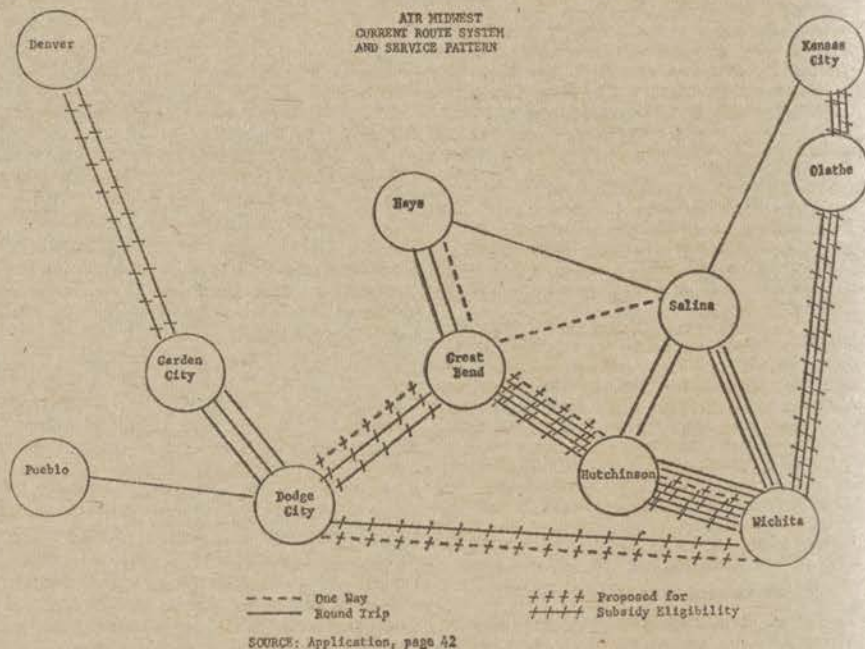 AIR MIDWEST
CURRENT ROUTE SYSTEM
AND SERVICE PATTERN
Denver
Kansas
City
Olathe
Hays
Salina
Great
Bend
Garden
City
Pueblo
Dodge
City
Hutchinson
Wichita
One Way
Round Trip
Proposed for
Subsidy Eligibility
SOURCE: Application, page 42